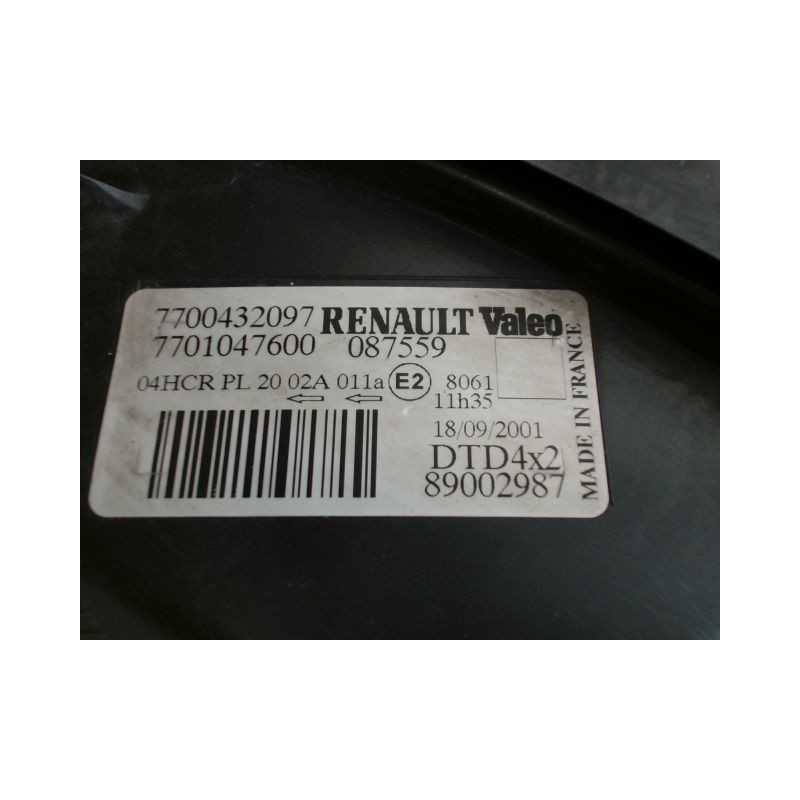 7700432097 RENAULT Valeo
7701047600 087559
04HCR PL 20 02A 011a E2 8061
← ← 11h35
18/09/2001
DTD4x2
89002987
MADE IN FRANCE